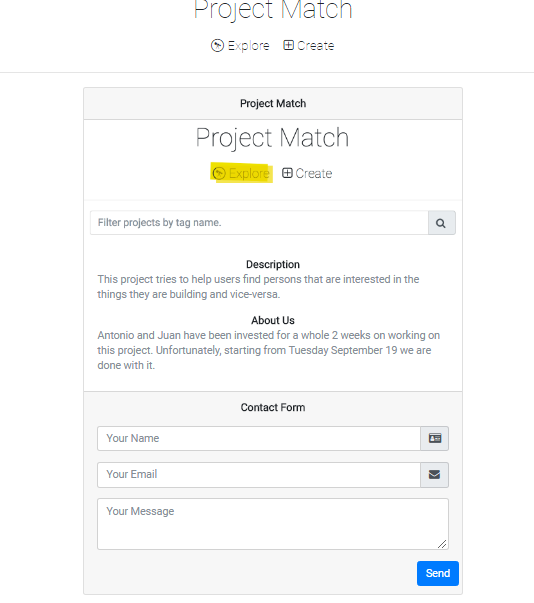 Project Match
Explore Create
Project Match
Project Match
Explore Create
Filter projects by tag name.
Description
This project tries to help users find persons that are interested in the
things they are building and vice-versa.
About Us
Antonio and Juan have been invested for a whole 2 weeks on working on
this project. Unfortunately, starting from Tuesday September 19 we are
done with it.
Contact Form
Your Name
Your Email
Your Message
Send